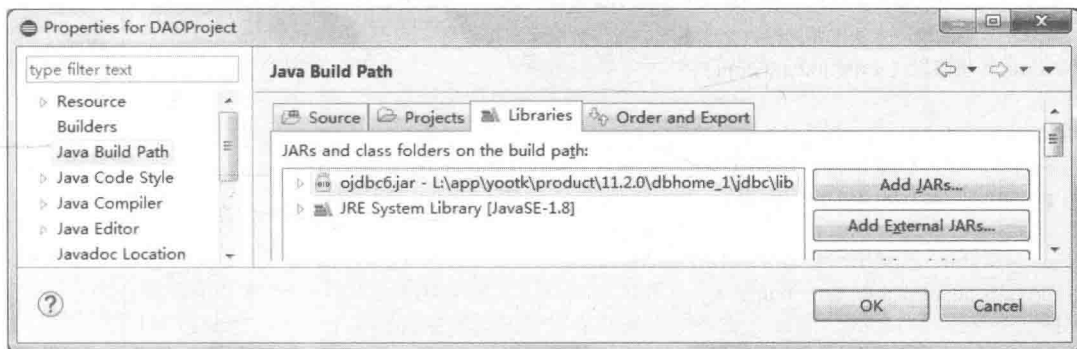 Properties for DAOProject
type filter text
Resource
Builders
Java Build Path
Java Code Style
Java Compiler
Java Editor
Javadoc Location
Java Build Path
Source Projects Libraries Order and Export
JARs and class folders on the build path:
ojdbc6.jar - L:\app\yootk\product\11.2.0\dbhome_1\jdbc\lib
JRE System Library [JavaSE-1.8]
Add JARs...
Add External JARs...
OK
Cancel